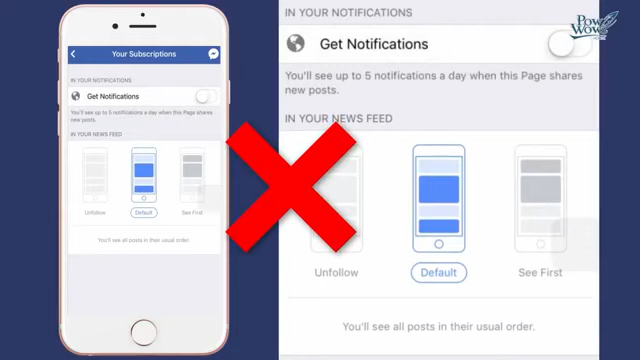 Your Subscriptions
IN YOUR NOTIFICATIONS
Get Notifications
You'll see up to 5 notifications a day when this Page shares
new posts.
IN YOUR NEWS FEED
Unfollow
Default
See First
You'll see all posts in their usual order.
IN YOUR NOTIFICATIONS
Get Notifications
You'll see up to 5 notifications a day when this Page shares
new posts.
IN YOUR NEWS FEED
Unfollow
Default
See First
You'll see all posts in their usual order.
Pow
Wow